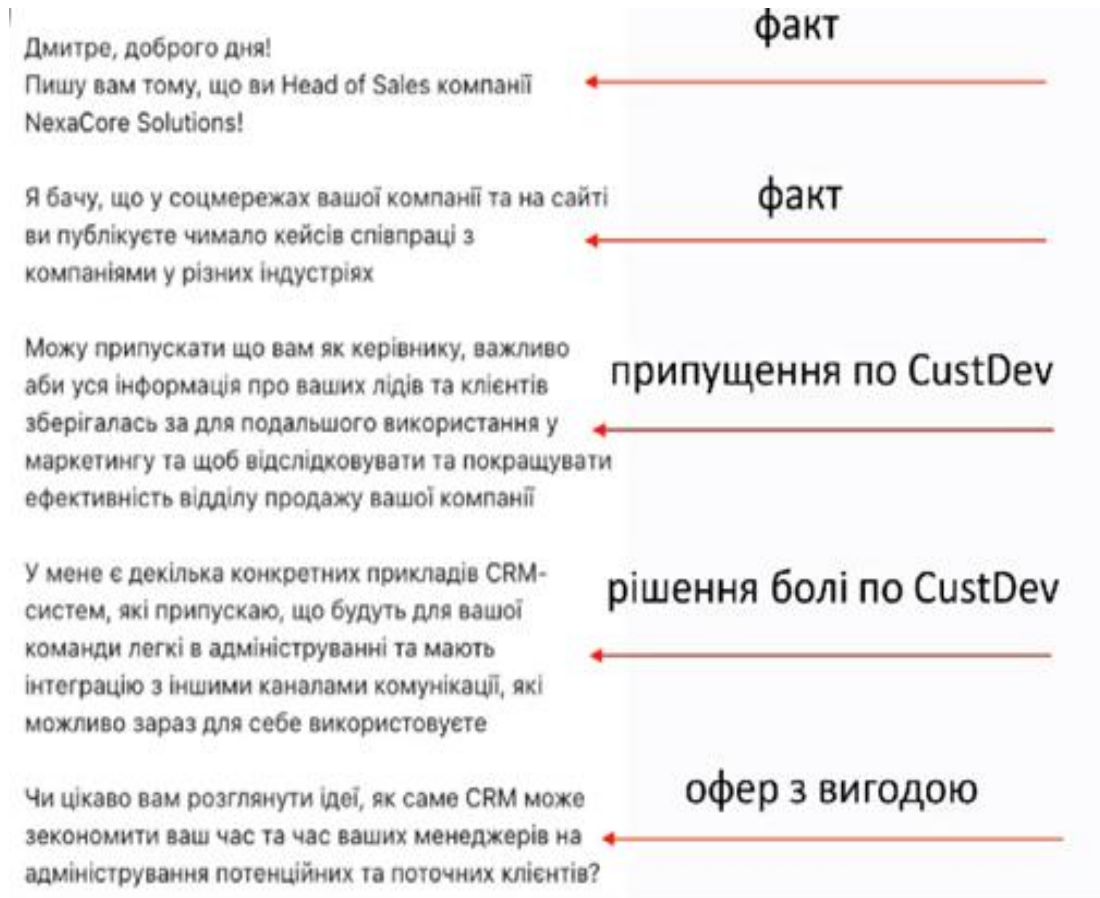 факт
Дмитре, доброго дня!
Пишу вам тому, що ви Head of Sales компанії
NexaCore Solutions!
факт
Я бачу, що у соцмережах вашої компанії та на сайті
ви публікуєте чимало кейсів співпраці з
компаніями у різних індустріях
припущення по CustDev
Можу припускати що вам як керівнику, важливо
аби уся інформація про ваших лідів та клієнтів
зберігалась за для подальшого використання у
маркетингу та щоб відслідковувати та покращувати
ефективність відділу продажу вашої компанії
рішення болі по CustDev
У мене є декілька конкретних прикладів CRM-
систем, які припускаю, що будуть для вашої
команди легкі в адмініструванні та мають
інтеграцію з іншими каналами комунікації, які
можливо зараз для себе використовуєте
офер з вигодою
Чи цікаво вам розглянути ідеї, як саме CRM може
зекономити ваш час та час ваших менеджерів на
адміністрування потенційних та поточних клієнтів?